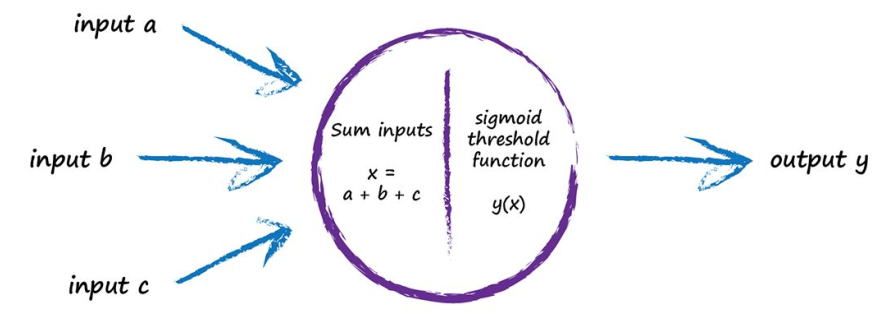 input a
input b
input c
Sum inputs
x =
a + b + c
sigmoid
threshold
function
y(x)
output y